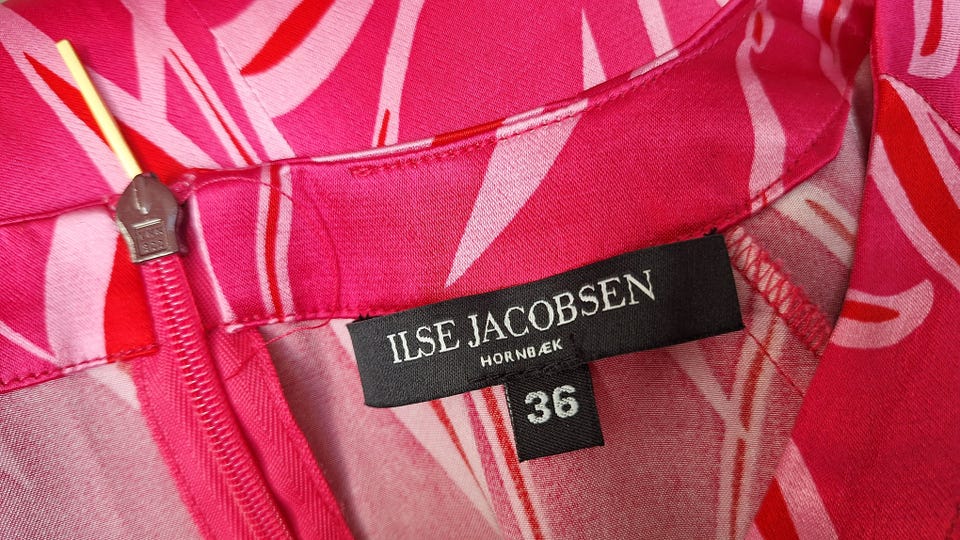 ILSE JACOBSEN
HORNBÆK
36